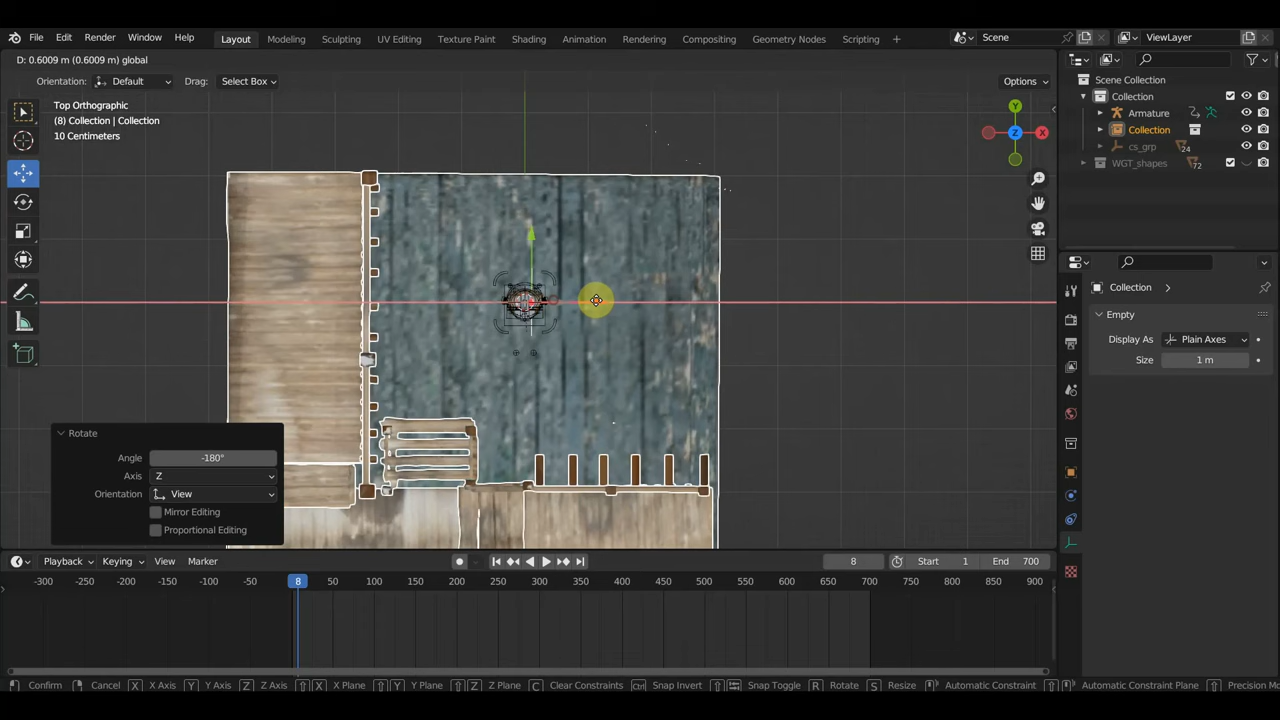 File Edit Render Window Help Layout Modeling Sculpting UV Editing Texture Paint Shading Animation Rendering Compositing Geometry Nodes Scripting + Scene ViewLayer
D: 0.6009 m (0.6009 m) global
Orientation: Default Drag: Select Box Options
Top Orthographic
(8) Collection | Collection
10 Centimeters
Y
X
Z
Scene Collection
Collection
Armature
Collection
cs_grp 24
WGT_shapes 72
Collection
Empty
Display As Plain Axes
Size 1 m
Rotate
Angle -180°
Axis Z
Orientation View
Mirror Editing
Proportional Editing
Playback Keying View Marker 8 Start 1 End 700
-300 -250 -200 -150 -100 -50 8 50 100 150 200 250 300 350 400 450 500 550 600 650 700 750 800 850 900
Confirm Cancel X X Axis Y Y Axis Z Z Axis X X Plane Y Y Plane Z Z Plane C Clear Constraints Ctrl Snap Invert Snap Toggle R Rotate S Resize Automatic Constraint Automatic Constraint Plane Precision Mo